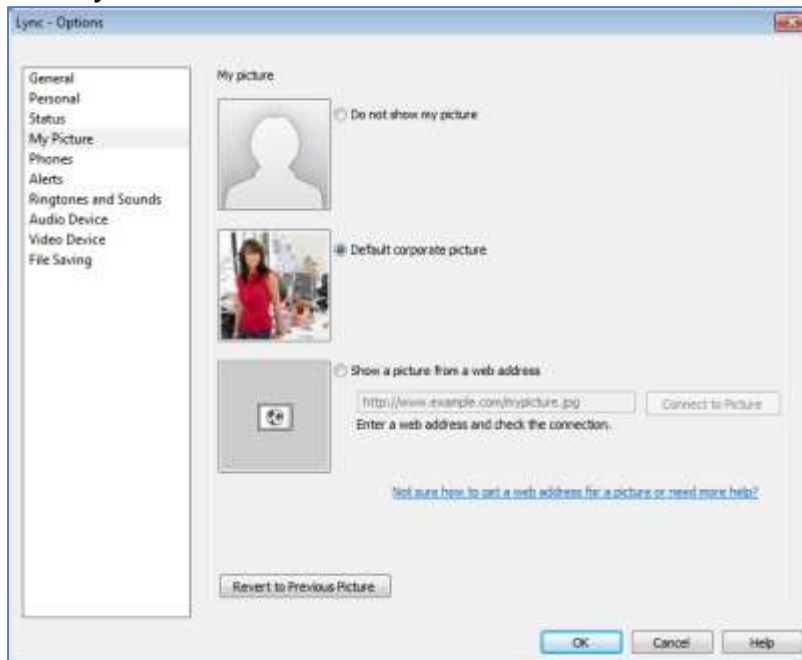 Lync - Options
General
Personal
Status
My Picture
Phones
Alerts
Ringtones and Sounds
Audio Device
Video Device
File Saving
My picture
Do not show my picture
Default corporate picture
Show a picture from a web address
http://www.example.com/mypicture.jpg
Connect to Picture
Enter a web address and check the connection.
Not sure how to get a web address for a picture or need more help?
Revert to Previous Picture
OK
Cancel
Help